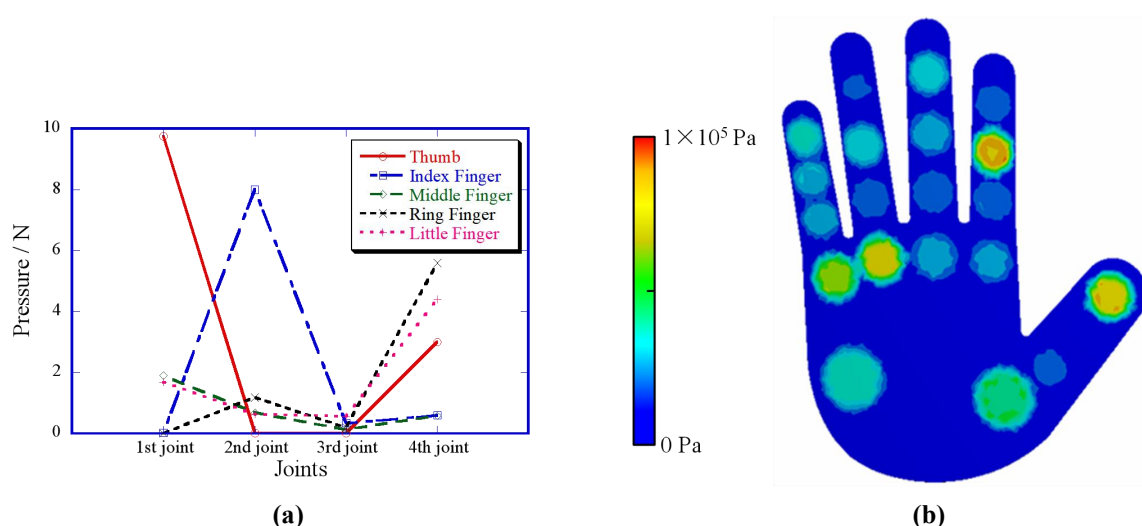 10
8
6
4
2
0
Pressure / N
Thumb
Index Finger
Middle Finger
Ring Finger
Little Finger
1st joint 2nd joint 3rd joint 4th joint
Joints
(a)
1×10⁵ Pa
0 Pa
(b)